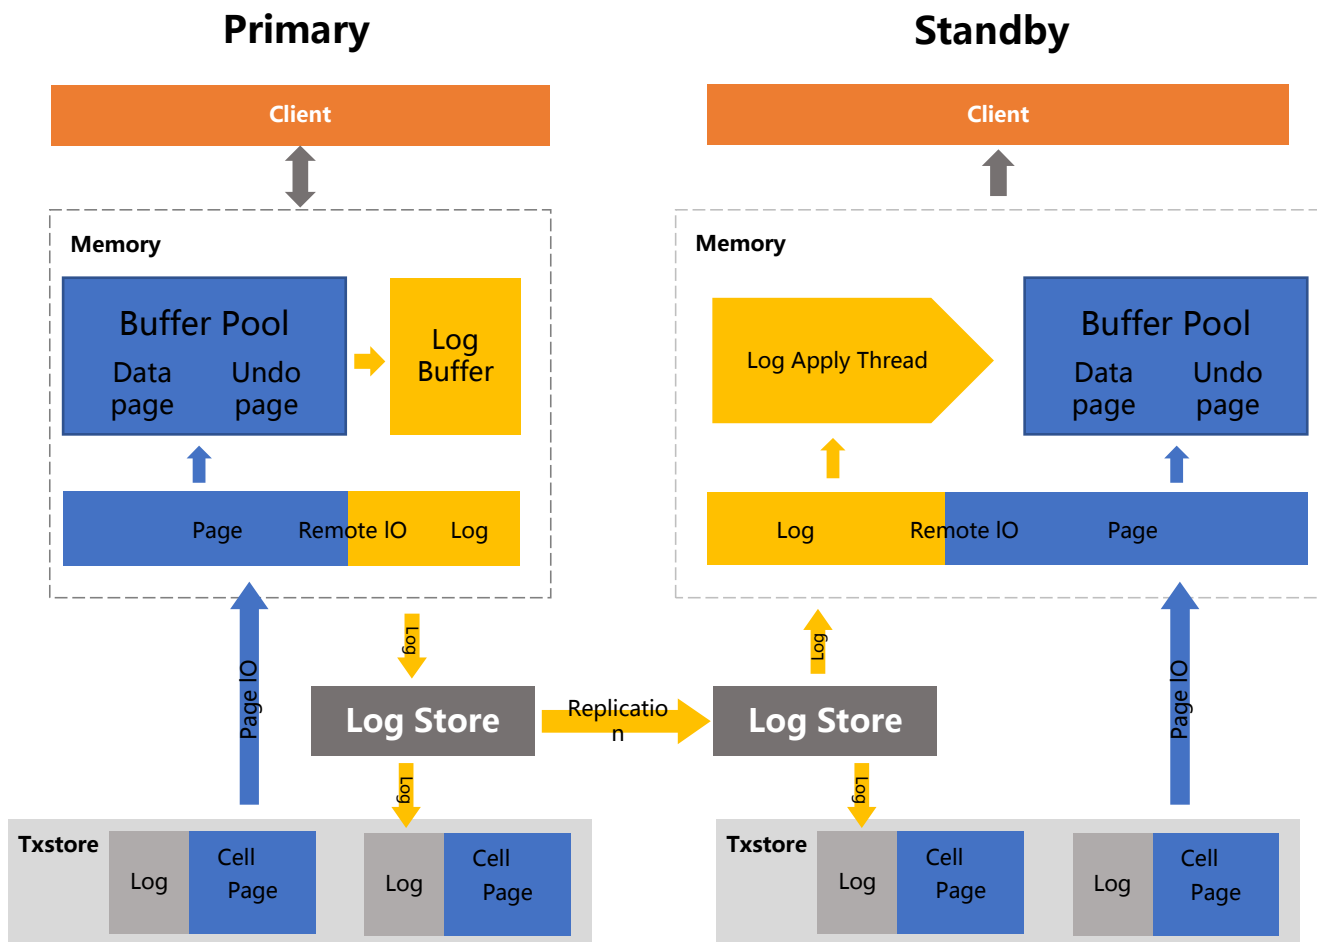 Primary
Standby
Client
Client
Memory
Memory
Buffer Pool
Data
page
Undo
page
Log
Buffer
Log Apply Thread
Buffer Pool
Data
page
Undo
page
Page
Remote IO
Log
Log
Remote IO
Page
Page IO
Log
Log Store
Replicatio
n
Log
Log Store
Page IO
Log
Log
Txstore
Log
Cell
Page
Log
Cell
Page
Txstore
Log
Cell
Page
Log
Cell
Page